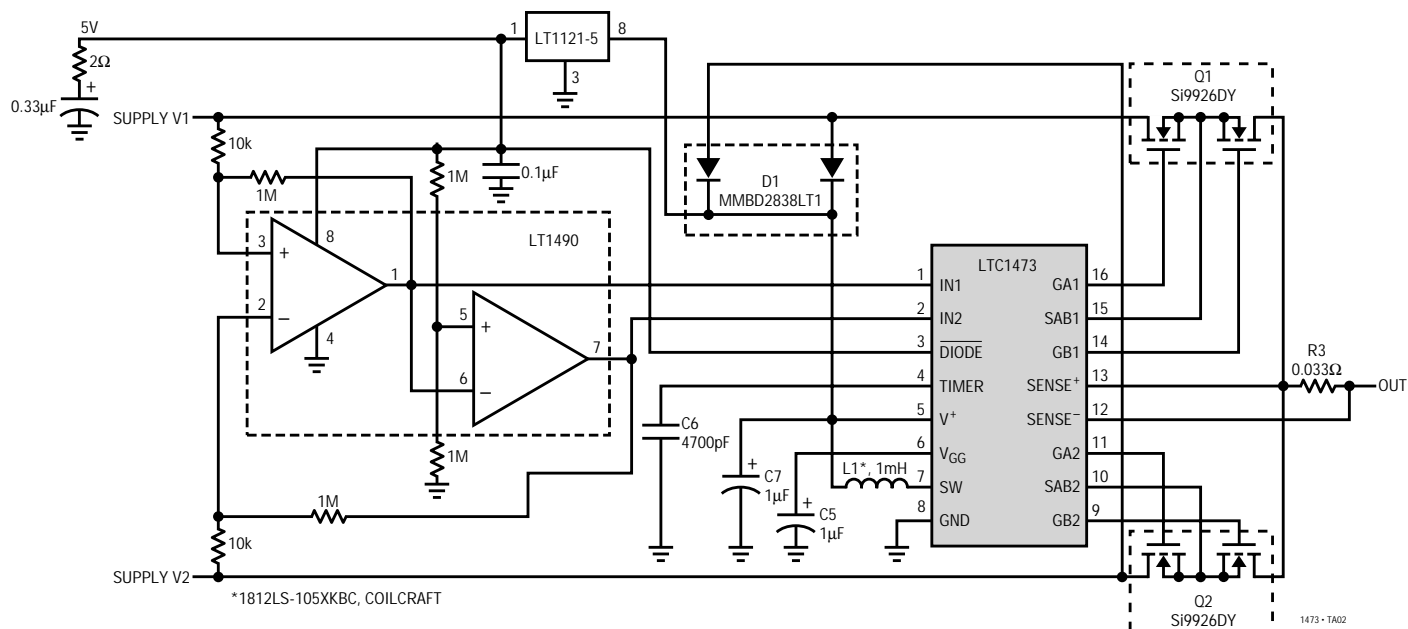 5V
1
LT1121-5
8
3
2Ω
+
0.33µF
SUPPLY V1
10k
1M
1M
0.1µF
D1
MMBD2838LT1
Q1
Si9926DY
LT1490
3
+
8
2
–
4
1
5
+
6
–
7
1M
1M
10k
SUPPLY V2
*1812LS-105XKBC, COILCRAFT
C6
4700pF
+
C7
1µF
+
C5
1µF
L1*, 1mH
LTC1473
1 IN1
2 IN2
3 DIODE
4 TIMER
5 V+
6 VGG
7 SW
8 GND
GA1 16
SAB1 15
GB1 14
SENSE+ 13
SENSE– 12
GA2 11
SAB2 10
GB2 9
R3
0.033Ω
OUT
Q2
Si9926DY
1473 • TA02